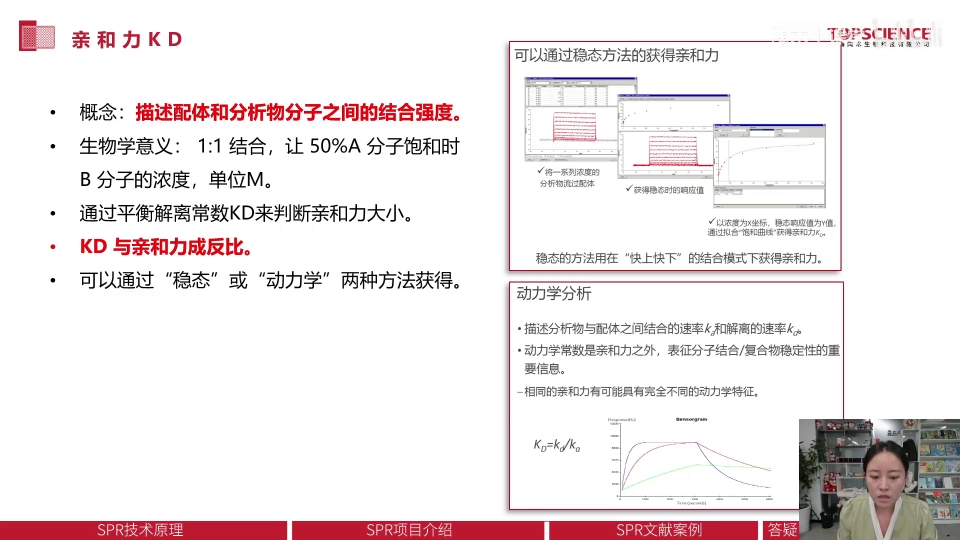 亲和力KD
TOPSCIENCE
• 概念：描述配体和分析物分子之间的结合强度。
• 生物学意义： 1:1 结合，让 50%A 分子饱和时
B 分子的浓度，单位M。
• 通过平衡解离常数KD来判断亲和力大小。
• KD 与亲和力成反比。
• 可以通过“稳态”或“动力学”两种方法获得。
可以通过稳态方法的获得亲和力
✓将一系列浓度的
分析物流过配体
✓获得稳态时的响应值
✓以浓度为X坐标，稳态响应值为Y值，
通过拟合“饱和曲线”获得亲和力KD。
稳态的方法用在“快上快下”的结合模式下获得亲和力。
动力学分析
• 描述分析物与配体之间结合的速率ka和解离的速率kd。
• 动力学常数是亲和力之外，表征分子结合/复合物稳定性的重
要信息。
– 相同的亲和力有可能具有完全不同的动力学特征。
KD=kd/ka
Sensorgram
SPR技术原理
SPR项目介绍
SPR文献案例
答疑